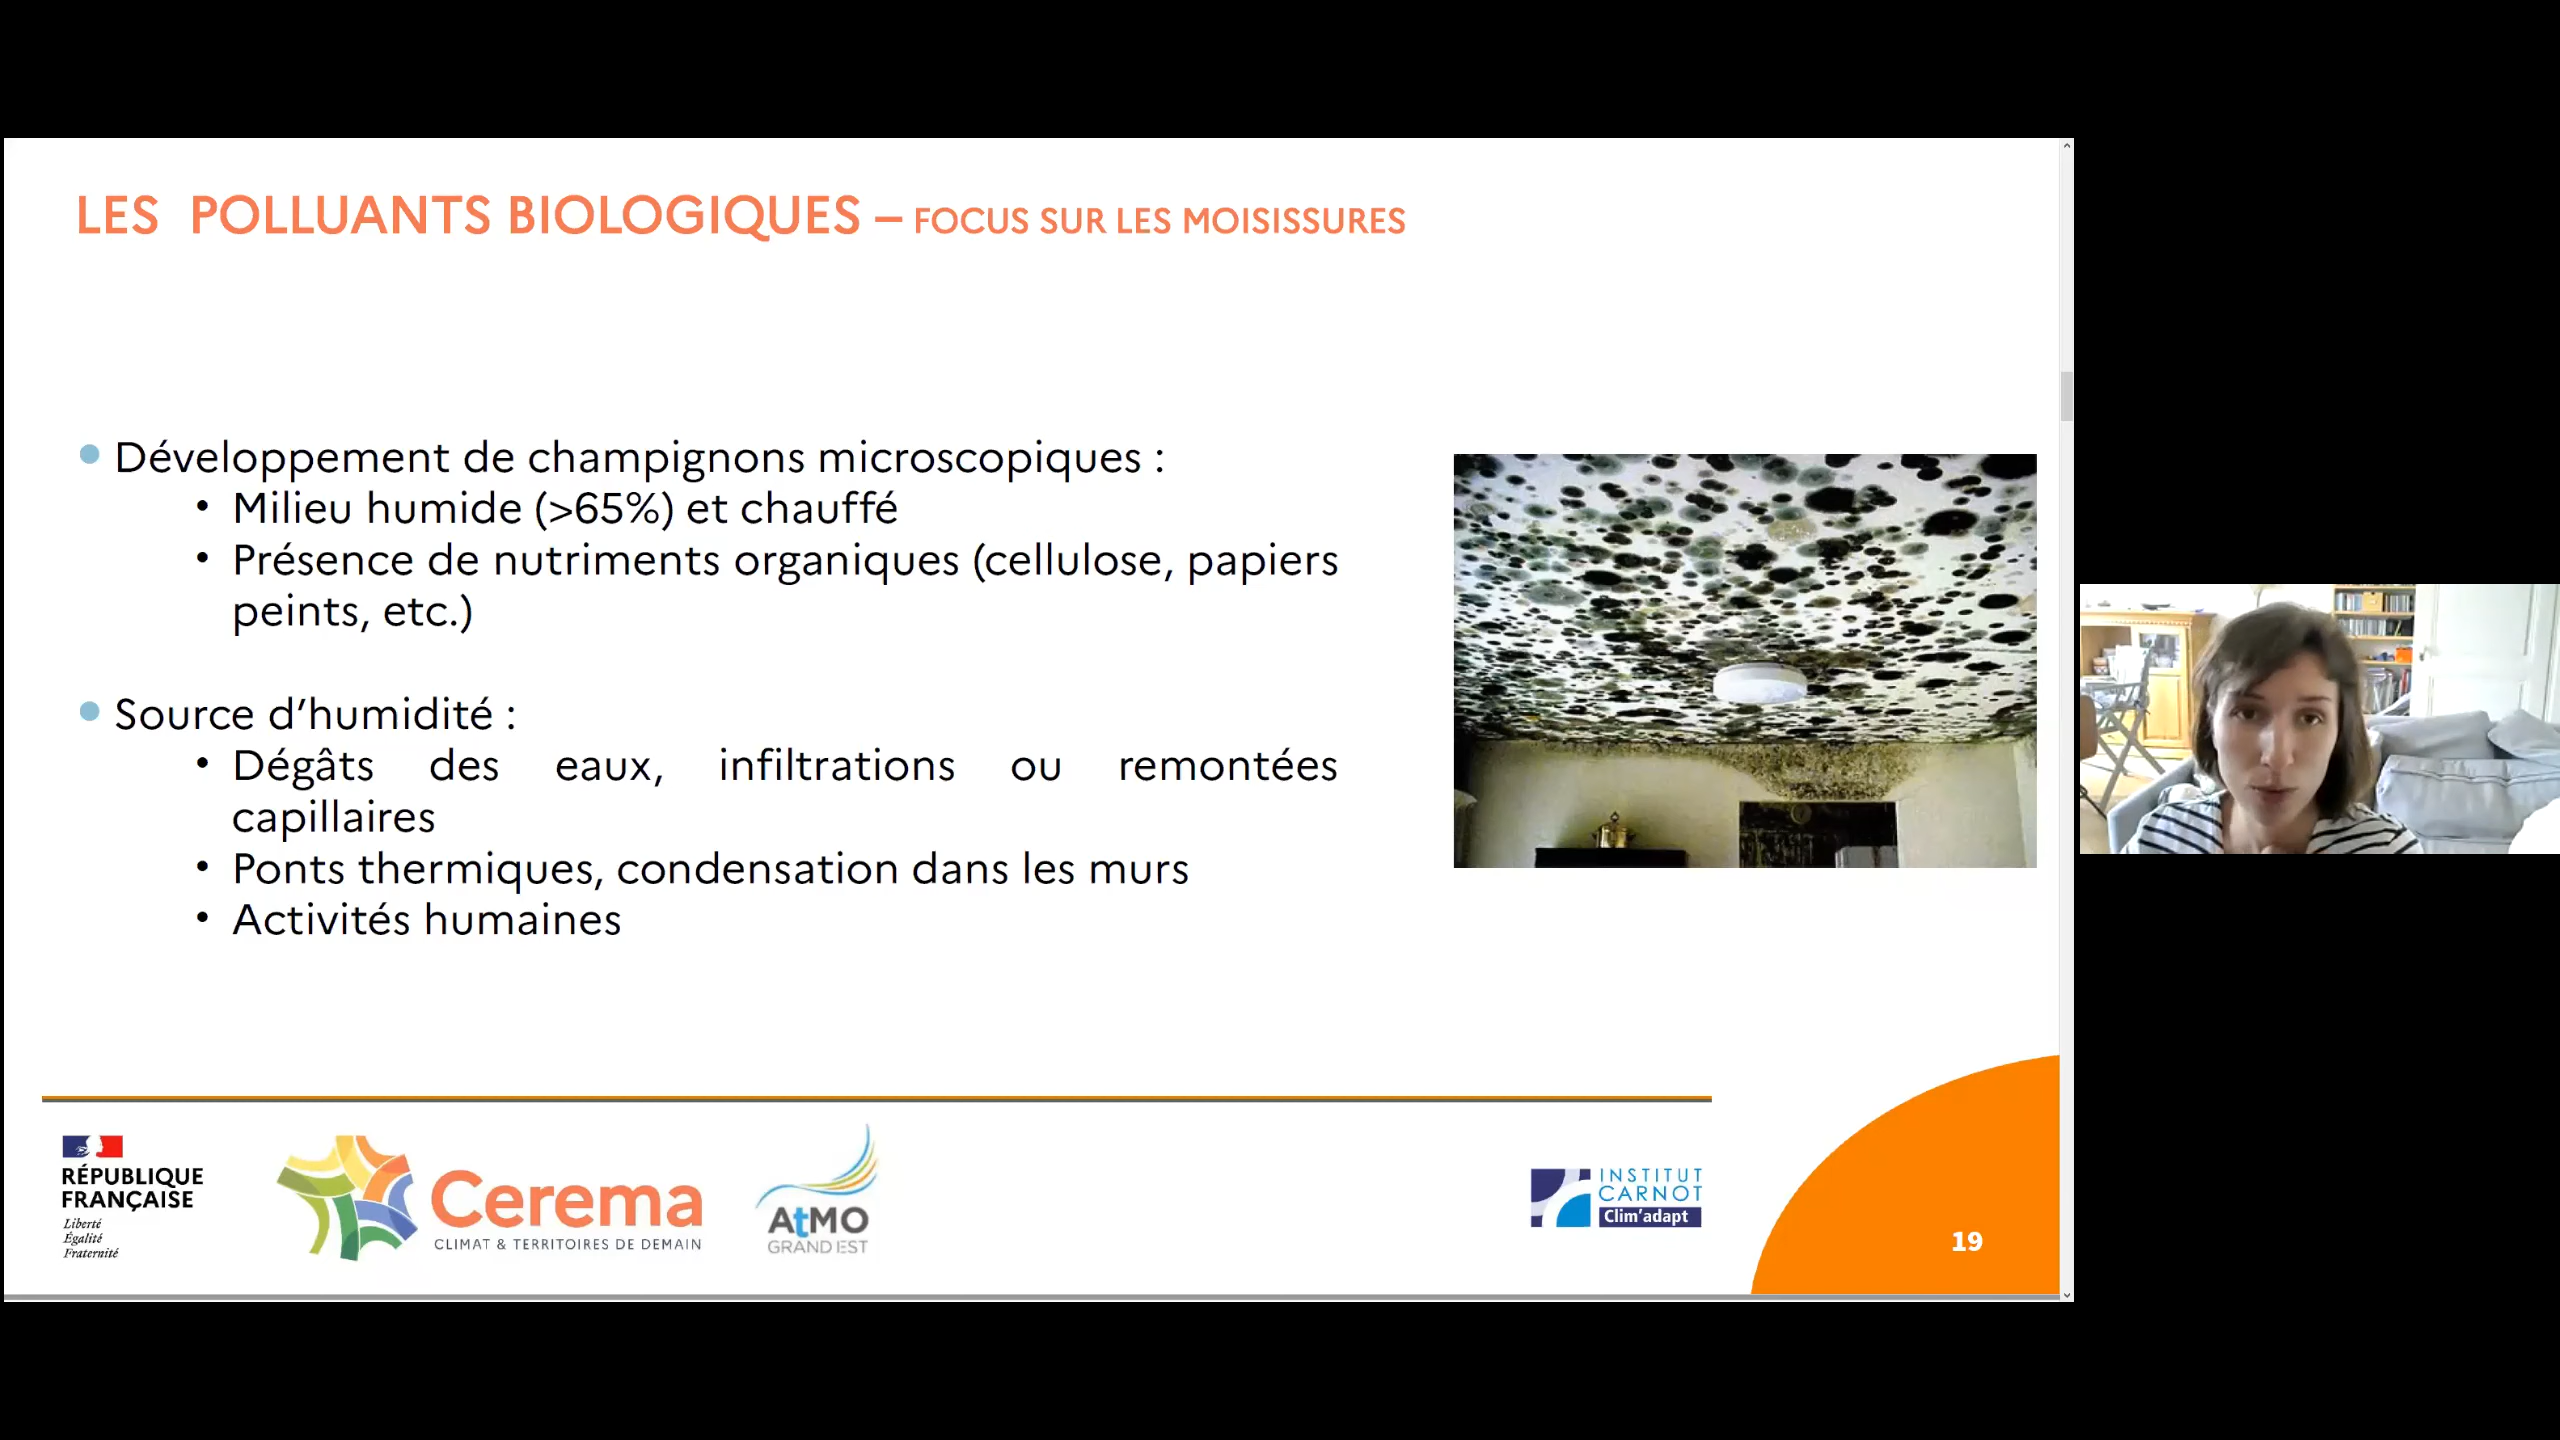 LES POLLUANTS BIOLOGIQUES – FOCUS SUR LES MOISISSURES
Développement de champignons microscopiques :
• Milieu humide (>65%) et chauffé
• Présence de nutriments organiques (cellulose, papiers
peints, etc.)
Source d’humidité :
• Dégâts des eaux, infiltrations ou remontées
capillaires
• Ponts thermiques, condensation dans les murs
• Activités humaines
RÉPUBLIQUE
FRANÇAISE
Liberté
Égalité
Fraternité
Cerema
CLIMAT & TERRITOIRES DE DEMAIN
AtMO
GRAND EST
INSTITUT
CARNOT
Clim'adapt
19